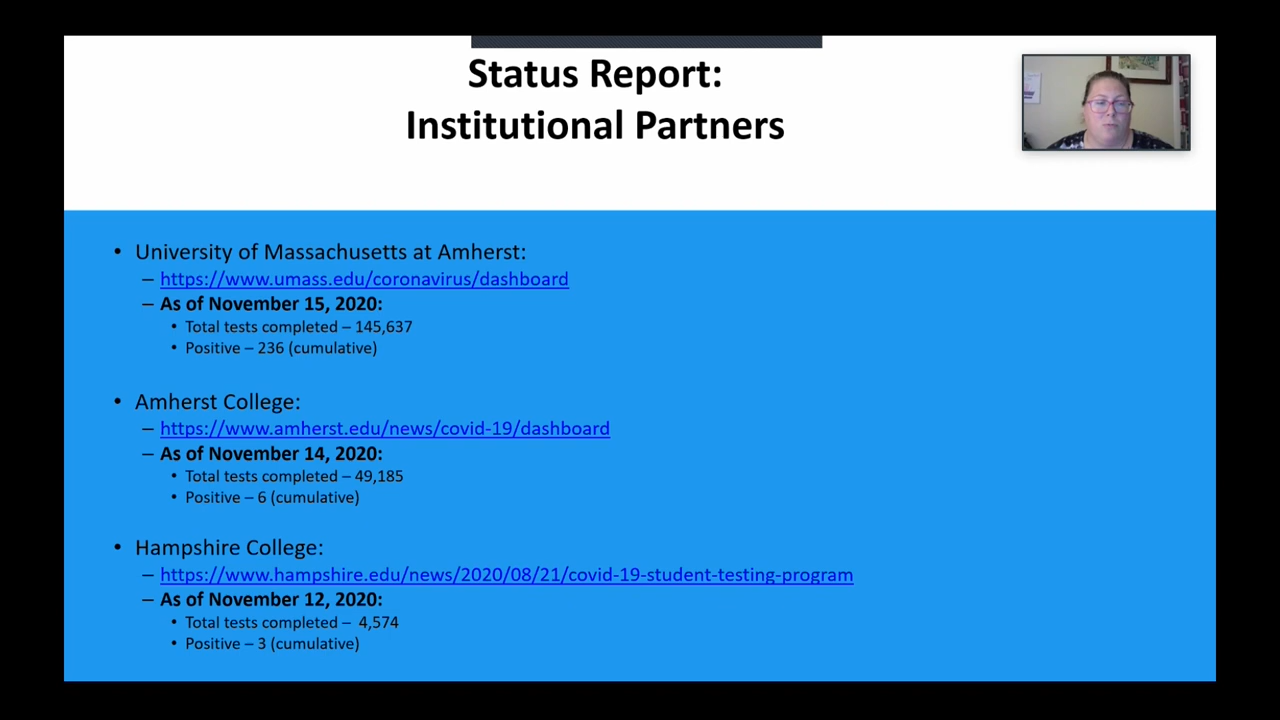 Status Report:
Institutional Partners
• University of Massachusetts at Amherst:
– https://www.umass.edu/coronavirus/dashboard
– As of November 15, 2020:
• Total tests completed – 145,637
• Positive – 236 (cumulative)
• Amherst College:
– https://www.amherst.edu/news/covid-19/dashboard
– As of November 14, 2020:
• Total tests completed – 49,185
• Positive – 6 (cumulative)
• Hampshire College:
– https://www.hampshire.edu/news/2020/08/21/covid-19-student-testing-program
– As of November 12, 2020:
• Total tests completed –  4,574
• Positive – 3 (cumulative)